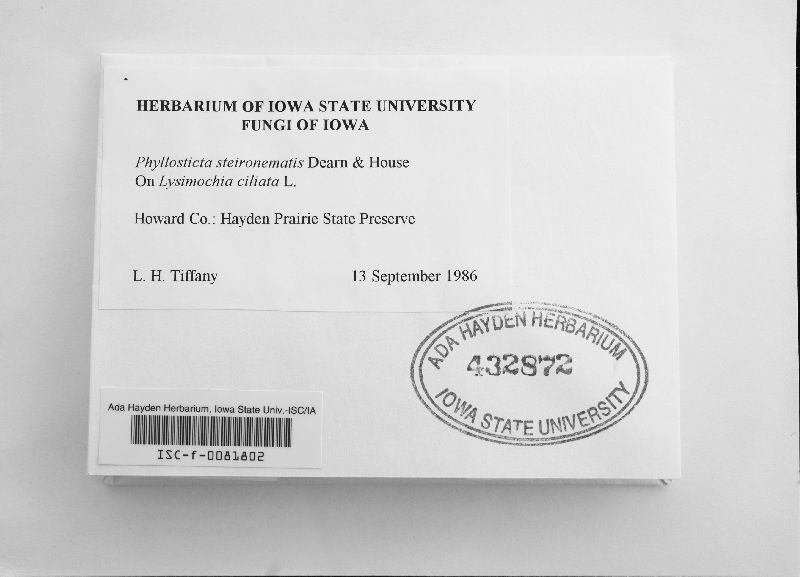 HERBARIUM OF IOWA STATE UNIVERSITY
FUNGI OF IOWA
Phyllosticta steironematis Dearn & House
On Lysimochia ciliata L.
Howard Co.: Hayden Prairie State Preserve
L. H. Tiffany 13 September 1986
ADA HAYDEN HERBARIUM
432872
IOWA STATE UNIVERSITY
Ada Hayden Herbarium, Iowa State Univ.-ISC/IA
ISC-f-0081802